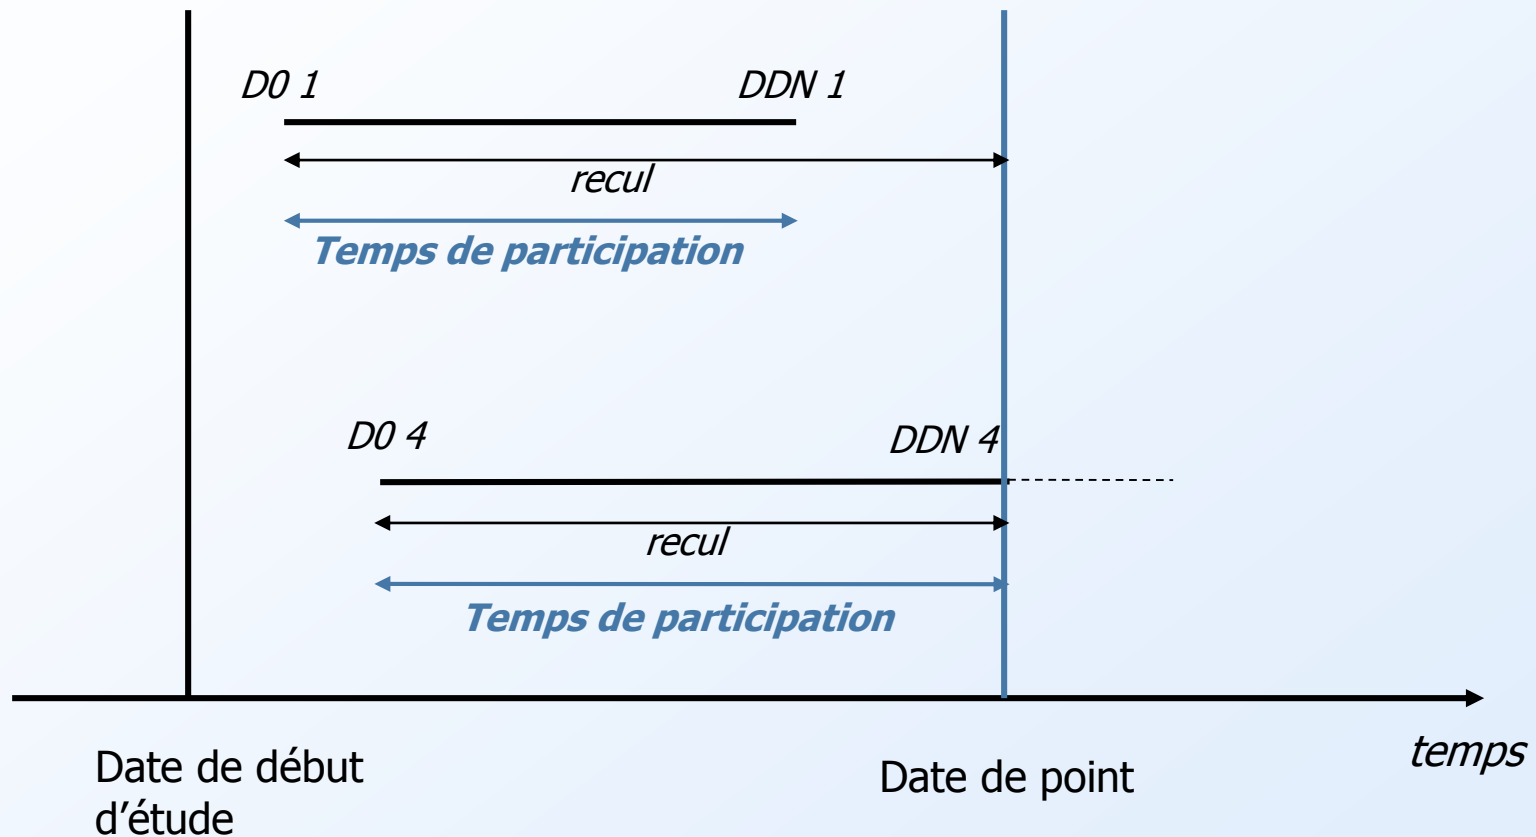 D0 1
DDN 1
recul
Temps de participation
D0 4
DDN 4
recul
Temps de participation
temps
Date de début
d’étude
Date de point